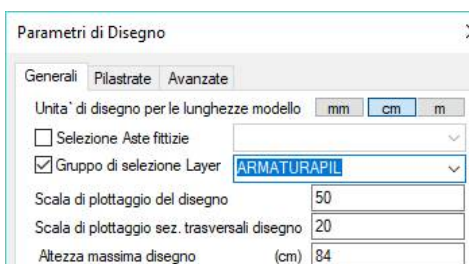 Parametri di Disegno
Generali Pilastrate Avanzate
Unita` di disegno per le lunghezze modello mm cm m
Selezione Aste fittizie
Gruppo di selezione Layer ARMATURAPIL
Scala di plottaggio del disegno 50
Scala di plottaggio sez. trasversali disegno 20
Altezza massima disegno (cm) 84